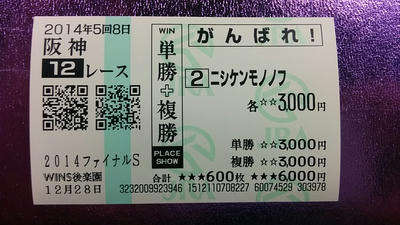 2014年5回8日
阪神
12レース
2014ファイナルS
WINS後楽園
12月28日
WIN
単勝+複勝
PLACE
SHOW
がんばれ!
2 ニシケンモノノフ
各☆☆3,000円
単勝 ☆☆3,000円
複勝 ☆☆3,000円
合計 ★★★600枚 ★★★6,000円
3232009923946 1512110708227 60074529 303978
JRA